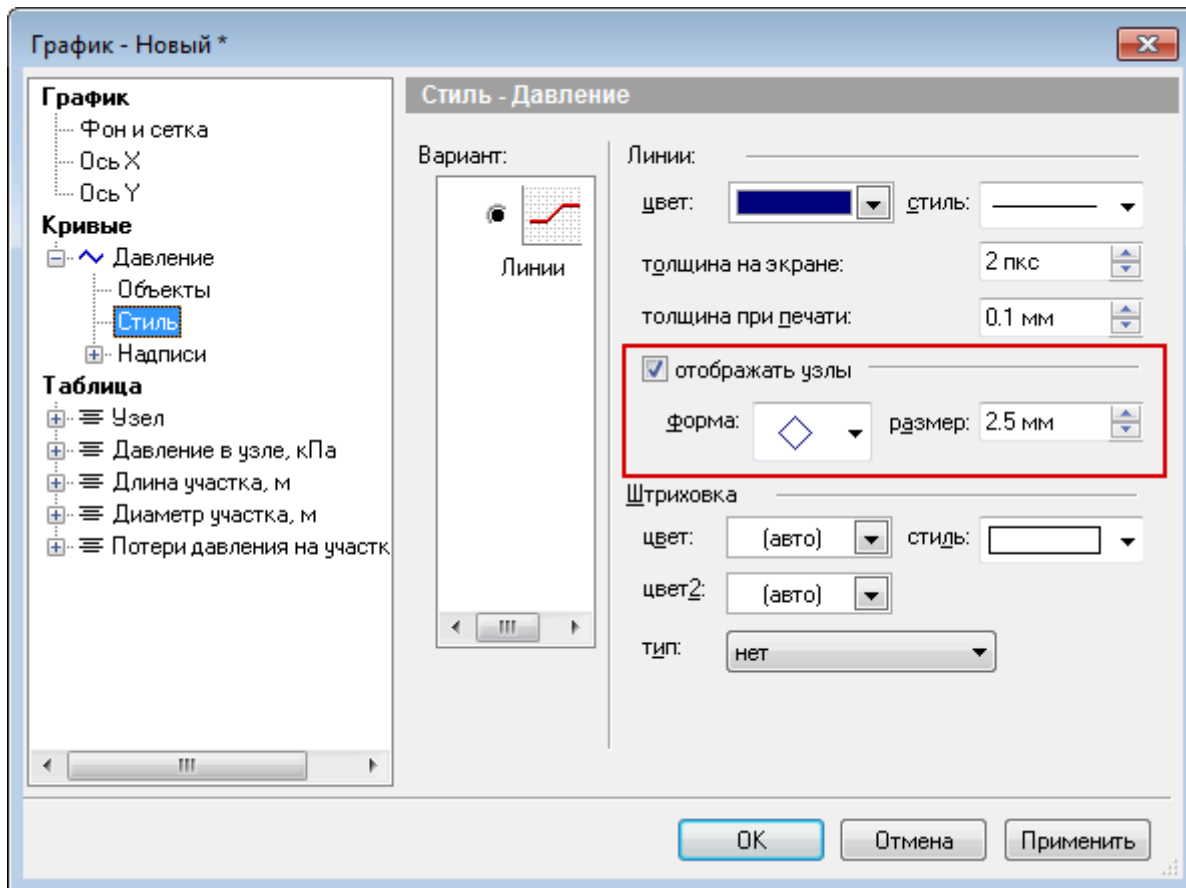 График - Новый *
График
Фон и сетка
Ось X
Ось Y
Кривые
Давление
Объекты
Стиль
Надписи
Таблица
Узел
Давление в узле, кПа
Длина участка, м
Диаметр участка, м
Потери давления на участк
Стиль - Давление
Вариант:
Линии
Линии:
цвет: стиль:
толщина на экране: 2 пкс
толщина при печати: 0.1 мм
отображать узлы
форма: размер: 2.5 мм
Штриховка
цвет: (авто) стиль:
цвет2: (авто)
тип: нет
OK Отмена Применить